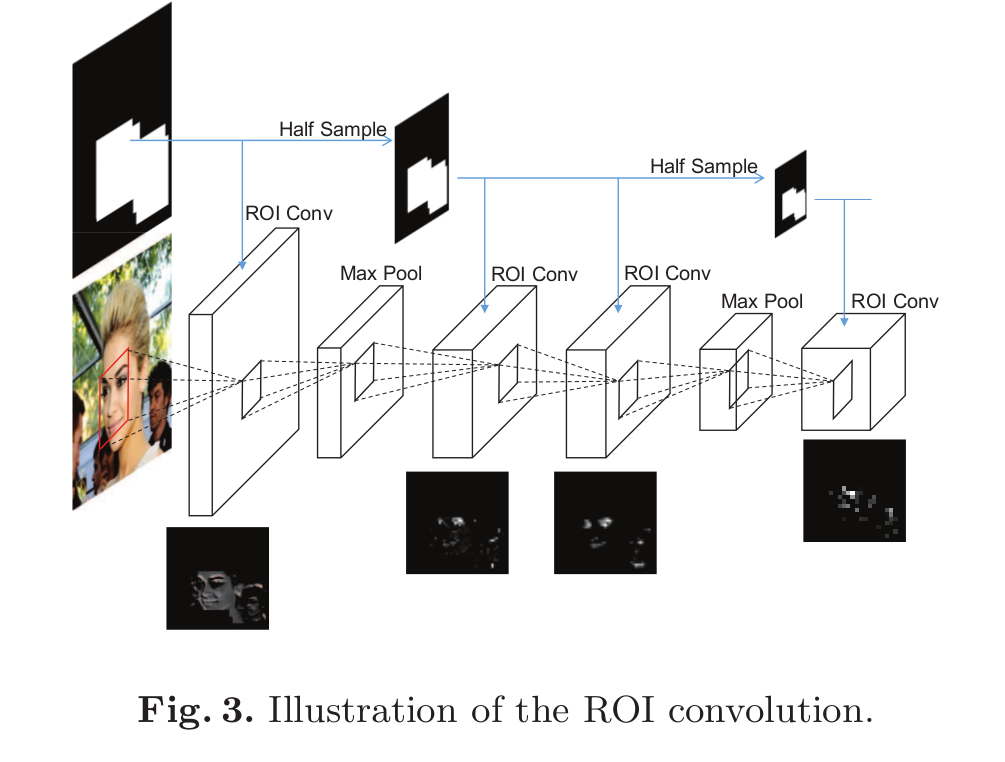 Half Sample
Half Sample
ROI Conv
Max Pool
ROI Conv
ROI Conv
Max Pool
ROI Conv
Fig. 3. Illustration of the ROI convolution.